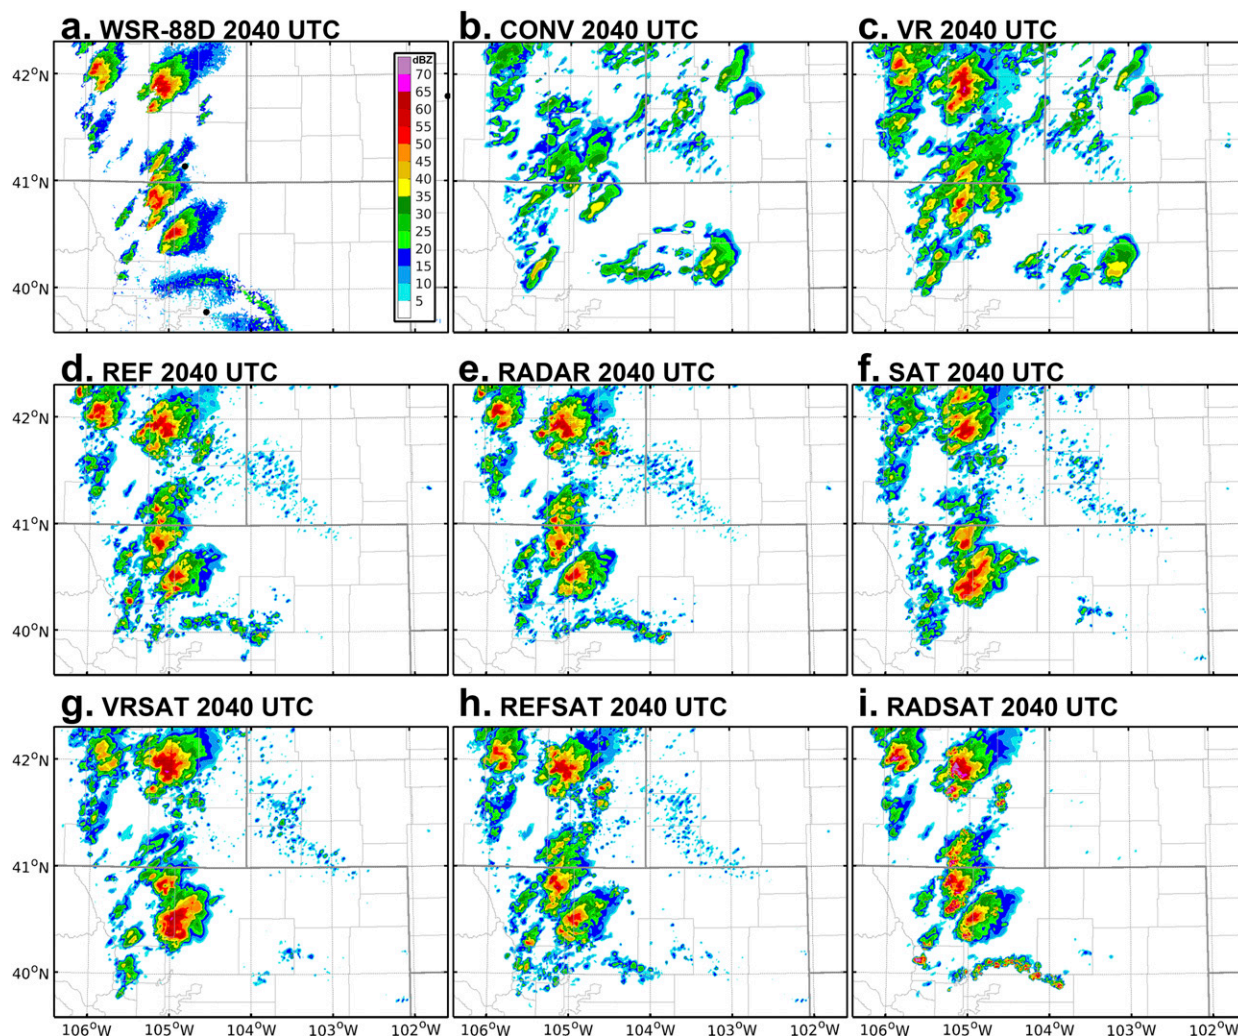 a. WSR-88D 2040 UTC
b. CONV 2040 UTC
c. VR 2040 UTC
42°N
41°N
40°N
dBZ
70
65
60
55
50
45
40
35
30
25
20
15
10
5
d. REF 2040 UTC
e. RADAR 2040 UTC
f. SAT 2040 UTC
42°N
41°N
40°N
g. VRSAT 2040 UTC
h. REFSAT 2040 UTC
i. RADSAT 2040 UTC
42°N
41°N
40°N
106°W 105°W 104°W 103°W 102°W 106°W 105°W 104°W 103°W 102°W 106°W 105°W 104°W 103°W 102°W